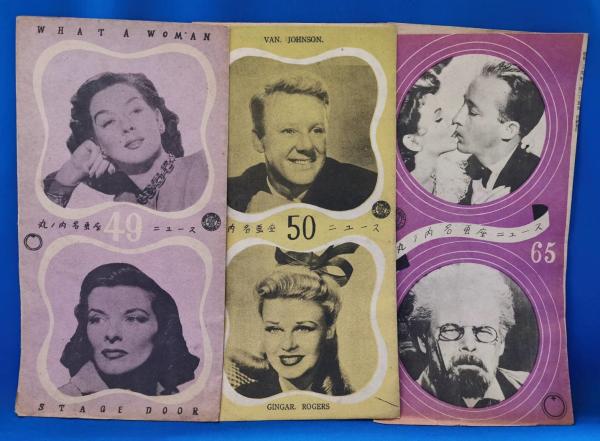 WHAT A WOMAN
丸ノ内名画座 49 ニュース
STAGE DOOR
VAN. JOHNSON.
内名画座 50 ニュース
GINGAR. ROGERS
丸ノ内名画座ニュース
65